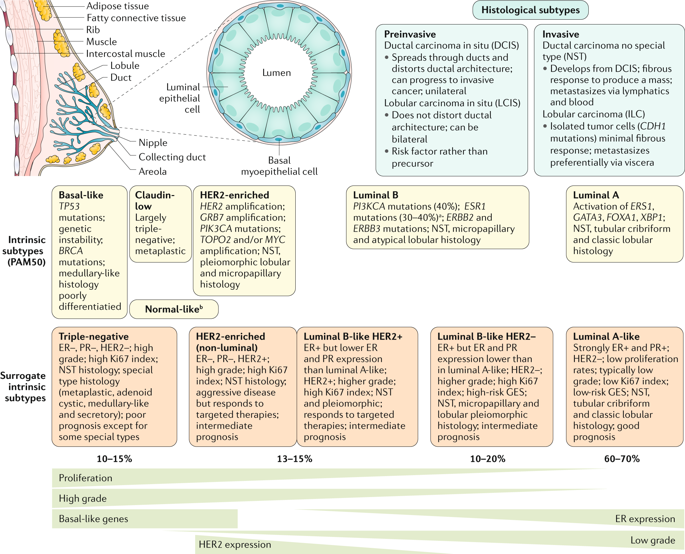 Adipose tissue
Fatty connective tissue
Rib
Muscle
Intercostal muscle
Lobule
Duct
Nipple
Collecting duct
Areola
Lumen
Luminal
epithelial
cell
Basal
myoepithelial cell
Histological subtypes
Preinvasive
Ductal carcinoma in situ (DCIS)
• Spreads through ducts and
distorts ductal architecture;
can progress to invasive
cancer; unilateral
Lobular carcinoma in situ (LCIS)
• Does not distort ductal
architecture; can be
bilateral
• Risk factor rather than
precursor
Invasive
Ductal carcinoma no special
type (NST)
• Develops from DCIS; fibrous
response to produce a mass;
metastasizes via lymphatics
and blood
Lobular carcinoma (ILC)
• Isolated tumor cells (CDH1
mutations) minimal fibrous
response; metastasizes
preferentially via viscera
Intrinsic
subtypes
(PAM50)
Basal-like
TP53
mutations;
genetic
instability;
BRCA
mutations;
medullary-like
histology
poorly
differentiatied
Claudin-
low
Largely
triple-
negative;
metaplastic
HER2-enriched
HER2 amplification;
GRB7 amplification;
PIK3CA mutations;
TOPO2 and/or MYC
amplification; NST,
pleiomorphic lobular
and micropapillary
histology
Normal-likeᵇ
Luminal B
PI3KCA mutations (40%); ESR1
mutations (30–40%)ᵃ; ERBB2 and
ERBB3 mutations; NST, micropapillary
and atypical lobular histology
Luminal A
Activation of ERS1,
GATA3, FOXA1, XBP1;
NST, tubular cribriform
and classic lobular
histology
Surrogate
intrinsic
subtypes
Triple-negative
ER–, PR–, HER2–; high
grade; high Ki67 index;
NST histology; special
type histology
(metaplastic, adenoid
cystic, medullary-like
and secretory); poor
prognosis except for
some special types
HER2-enriched
(non-luminal)
ER–, PR–, HER2+;
high grade; high Ki67
index; NST histology;
aggressive disease
but responds to
targeted therapies;
intermediate
prognosis
Luminal B-like HER2+
ER+ but lower ER
and PR expression
than luminal A-like;
HER2+; higher grade;
high Ki67 index; NST
and pleiomorphic;
responds to targeted
therapies; intermediate
prognosis
Luminal B-like HER2–
ER+ but ER and PR
expression lower than
in luminal A-like; HER2–;
higher grade; high Ki67
index; high-risk GES;
NST, micropapillary and
lobular pleiomorphic
histology; intermediate
prognosis
Luminal A-like
Strongly ER+ and PR+;
HER2–; low proliferation
rates; typically low
grade; low Ki67 index;
low-risk GES; NST,
tubular cribriform
and classic lobular
histology; good
prognosis
10–15%
13–15%
10–20%
60–70%
Proliferation
High grade
Basal-like genes
ER expression
HER2 expression
Low grade